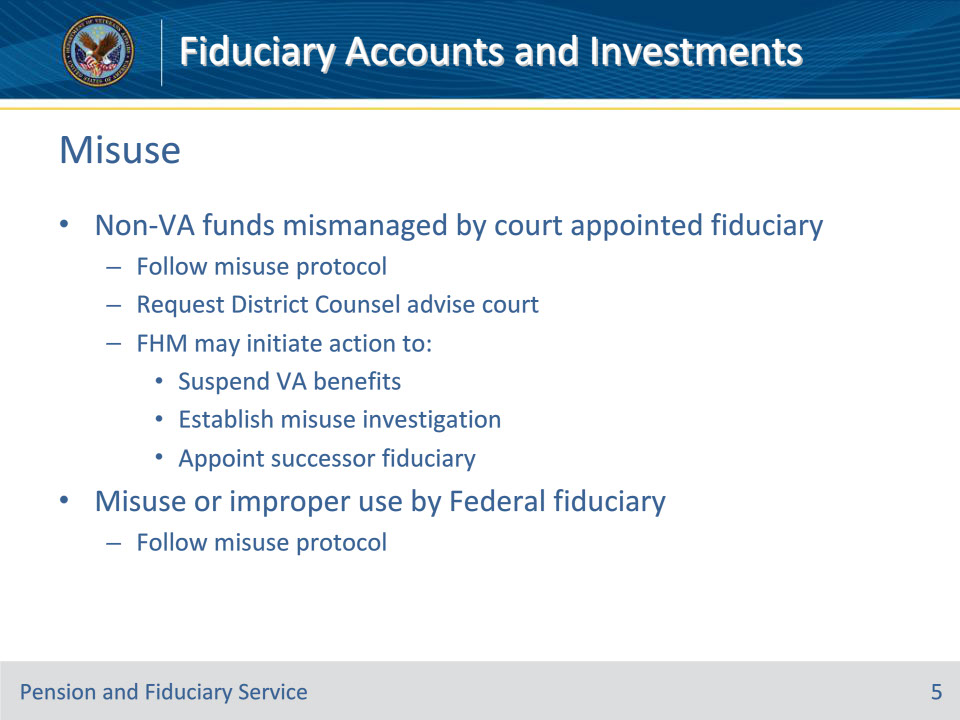 Fiduciary Accounts and Investments
Misuse
• Non-VA funds mismanaged by court appointed fiduciary
– Follow misuse protocol
– Request District Counsel advise court
– FHM may initiate action to:
• Suspend VA benefits
• Establish misuse investigation
• Appoint successor fiduciary
• Misuse or improper use by Federal fiduciary
– Follow misuse protocol
Pension and Fiduciary Service
5